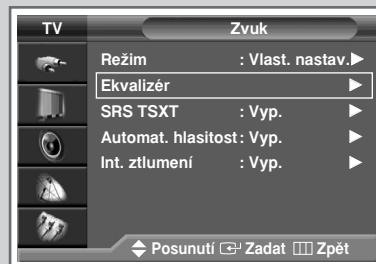 TV Zvuk
Režim : Vlast. nastav.
Ekvalizér
SRS TSXT : Vyp.
Automat. hlasitost: Vyp.
Int. ztlumení : Vyp.
Posunutí Zadat Zpět